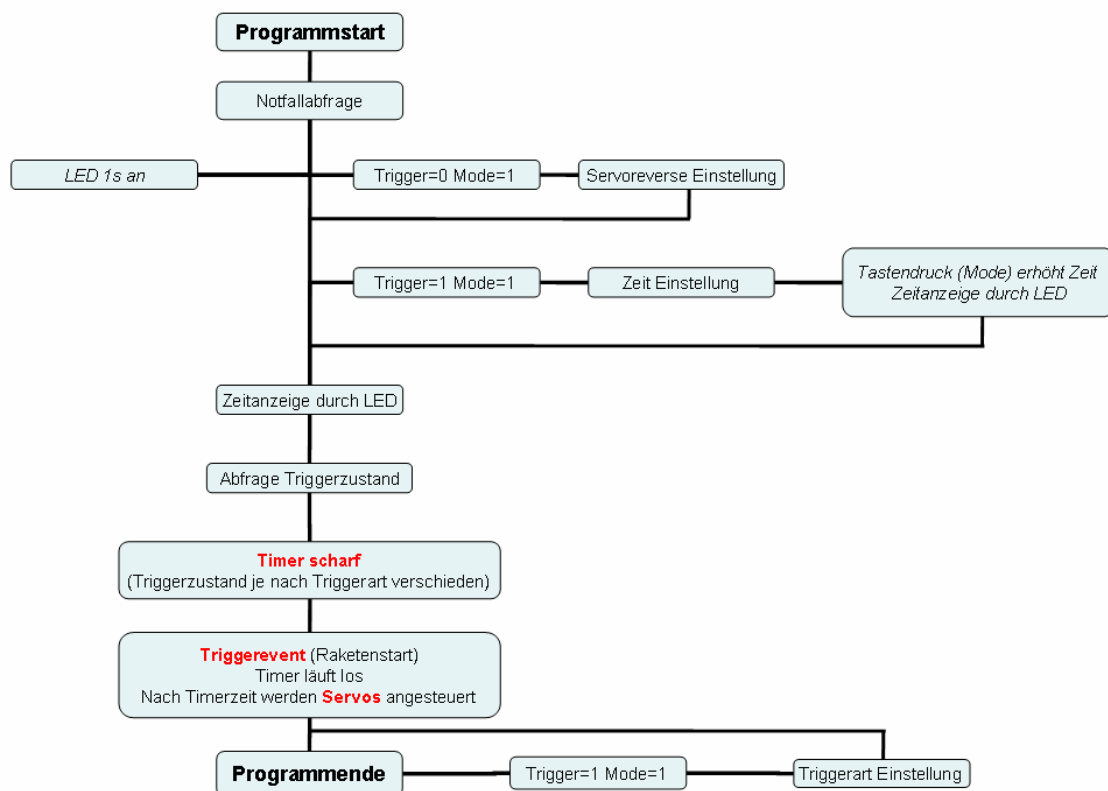 Programmstart
Notfallabfrage
LED 1s an
Trigger=0 Mode=1
Servoreverse Einstellung
Trigger=1 Mode=1
Zeit Einstellung
Tastendruck (Mode) erhöht Zeit
Zeitanzeige durch LED
Zeitanzeige durch LED
Abfrage Triggerzustand
Timer scharf
(Triggerzustand je nach Triggerart verschieden)
Triggerevent (Raketenstart)
Timer läuft los
Nach Timerzeit werden Servos angesteuert
Programmende
Trigger=1 Mode=1
Triggerart Einstellung